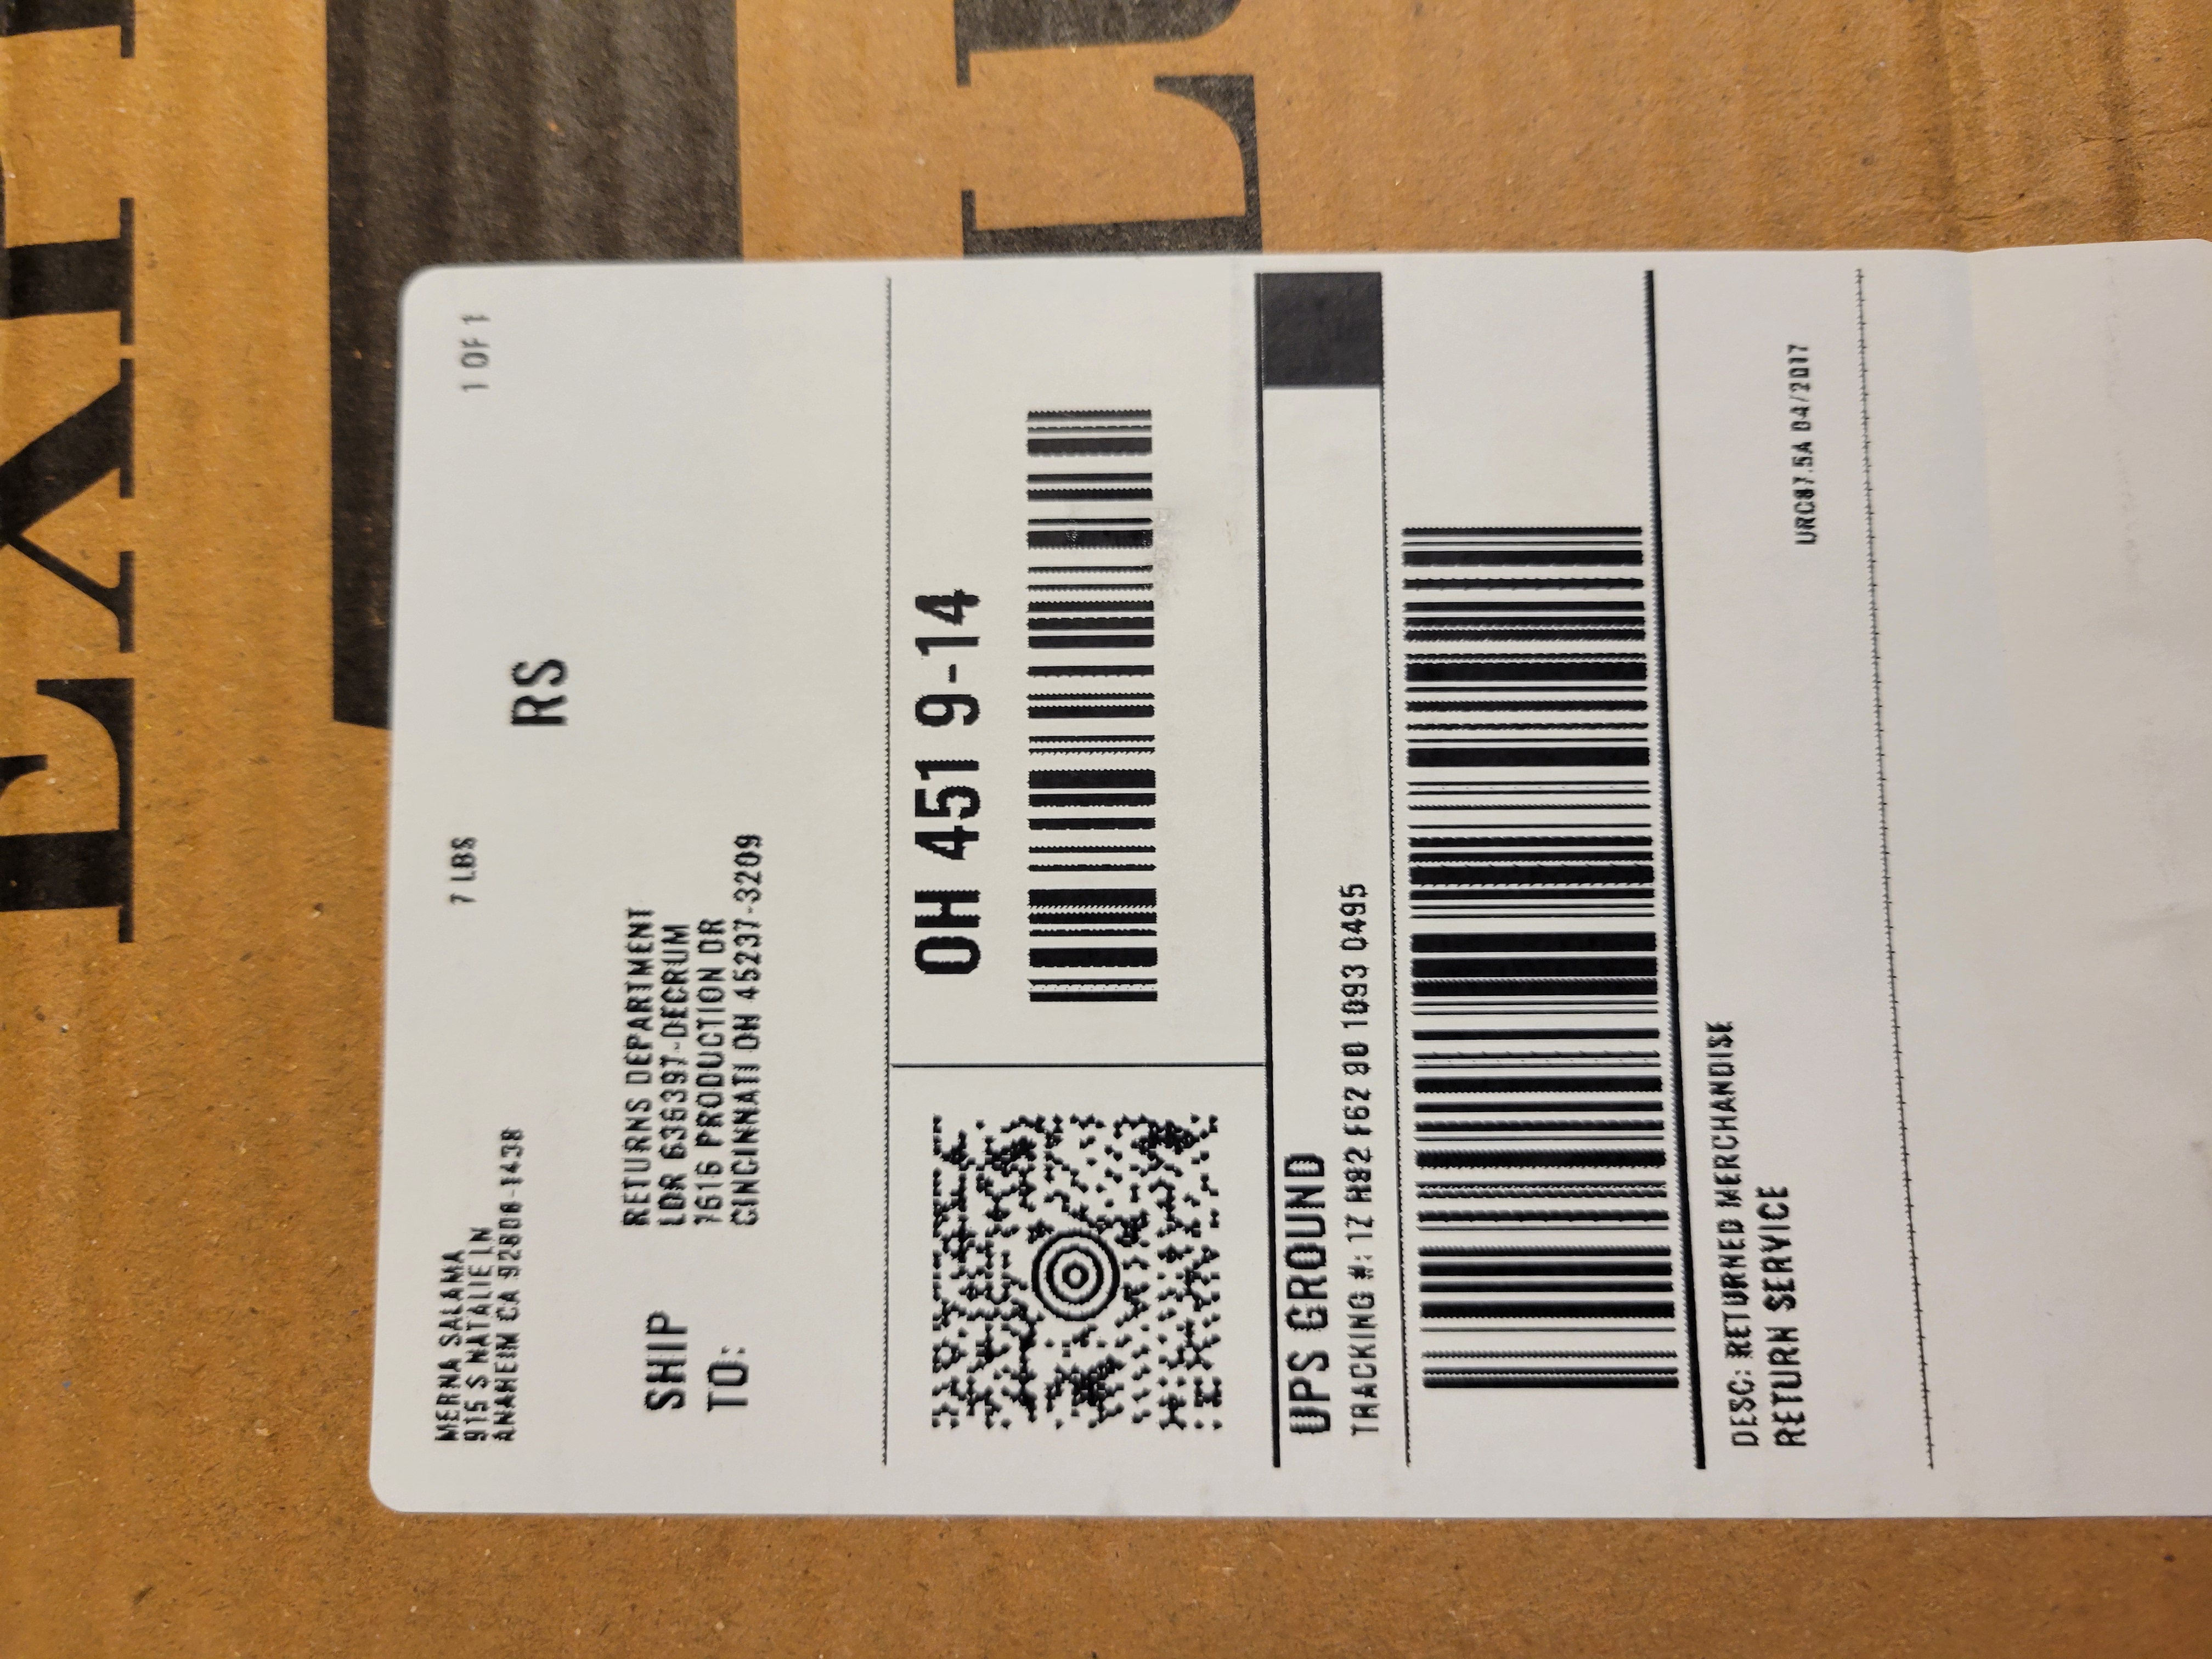 MERNA SALAMA
915 S NATALIE LN
ANAHEIM CA 92808-1438
7 LBS
1 OF 1
RS
SHIP
TO:
RETURNS DEPARTMENT
LDR 636397-DECRUM
7616 PRODUCTION DR
CINCINNATI OH 45237-3209
OH 451 9-14
UPS GROUND
TRACKING #: 1Z R82 F62 90 1093 0495
DESC: RETURNED MERCHANDISE
RETURN SERVICE
URC87.5A 04/2017